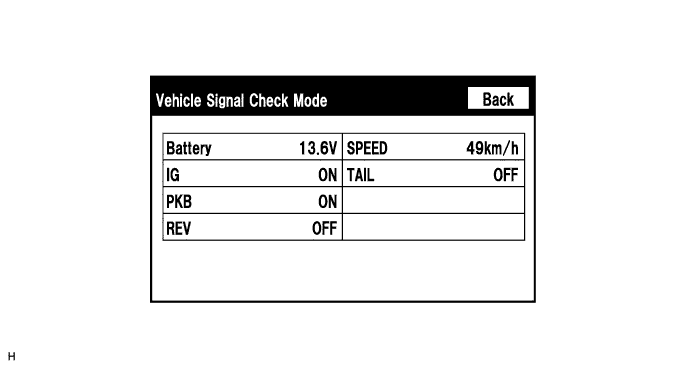 Vehicle Signal Check Mode Back
Battery 13.6V SPEED 49km/h
IG ON TAIL OFF
PKB ON
REV OFF
H